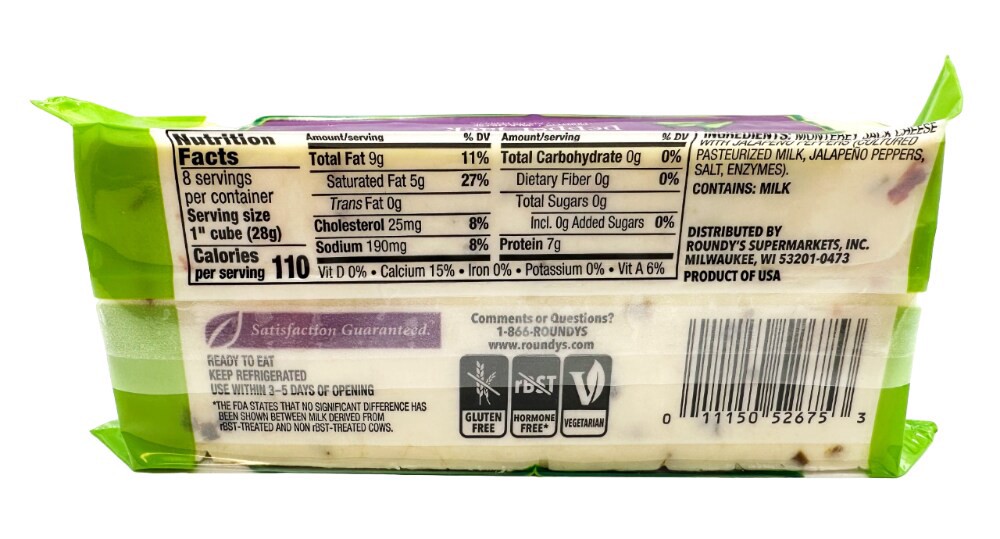 Nutrition
Facts
8 servings
per container
Serving size
1" cube (28g)
Calories
per serving 110
Amount/serving % DV
Total Fat 9g 11%
Saturated Fat 5g 27%
Trans Fat 0g
Cholesterol 25mg 8%
Sodium 190mg 8%
Amount/serving % DV
Total Carbohydrate 0g 0%
Dietary Fiber 0g 0%
Total Sugars 0g
Incl. 0g Added Sugars 0%
Protein 7g
Vit D 0% • Calcium 15% • Iron 0% • Potassium 0% • Vit A 6%
INGREDIENTS: MONTEREY JACK CHEESE
WITH JALAPENO PEPPERS (CULTURED
PASTEURIZED MILK, JALAPENO PEPPERS,
SALT, ENZYMES).
CONTAINS: MILK
DISTRIBUTED BY
ROUNDY'S SUPERMARKETS, INC.
MILWAUKEE, WI 53201-0473
PRODUCT OF USA
Satisfaction Guaranteed.
READY TO EAT
KEEP REFRIGERATED
USE WITHIN 3-5 DAYS OF OPENING
*THE FDA STATES THAT NO SIGNIFICANT DIFFERENCE HAS
BEEN SHOWN BETWEEN MILK DERIVED FROM
rBST-TREATED AND NON rBST-TREATED COWS.
Comments or Questions?
1-866-ROUNDYS
www.roundys.com
GLUTEN
FREE
rbST
HORMONE
FREE*
V
VEGETARIAN
0 11150 52675 3